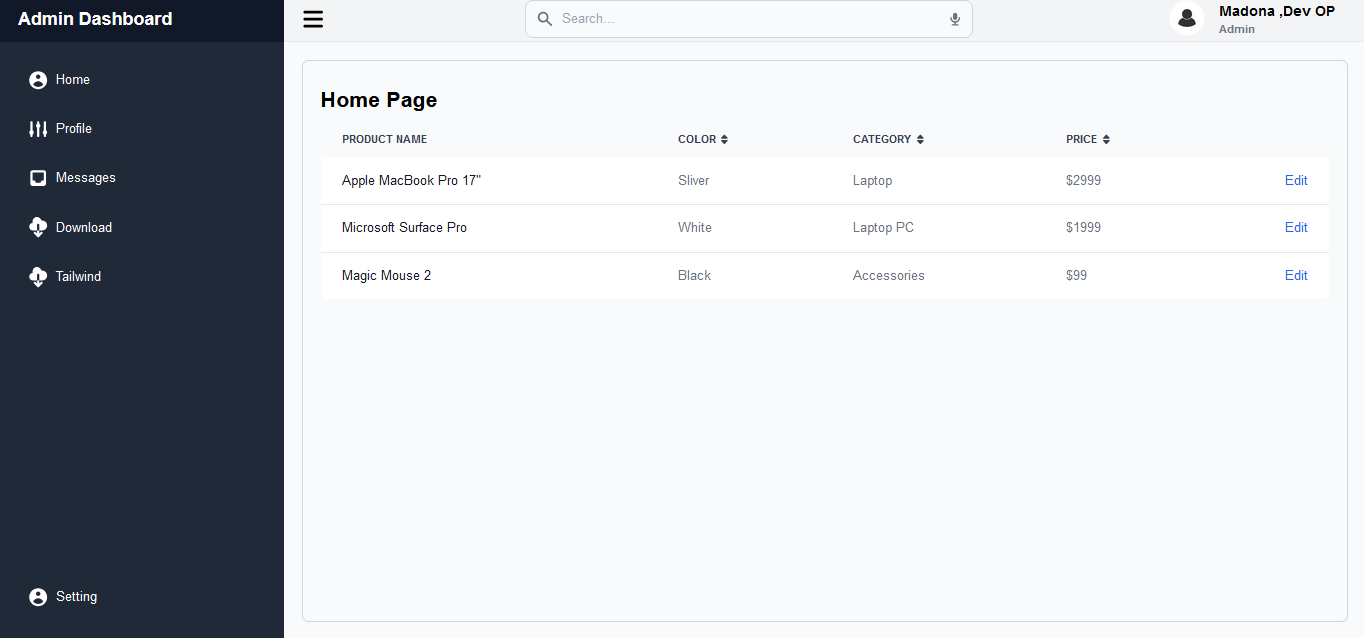 Admin Dashboard
Search...
Madona ,Dev OP
Admin
Home
Profile
Messages
Download
Tailwind
Setting
Home Page
PRODUCT NAME COLOR CATEGORY PRICE
Apple MacBook Pro 17" Sliver Laptop $2999 Edit
Microsoft Surface Pro White Laptop PC $1999 Edit
Magic Mouse 2 Black Accessories $99 Edit